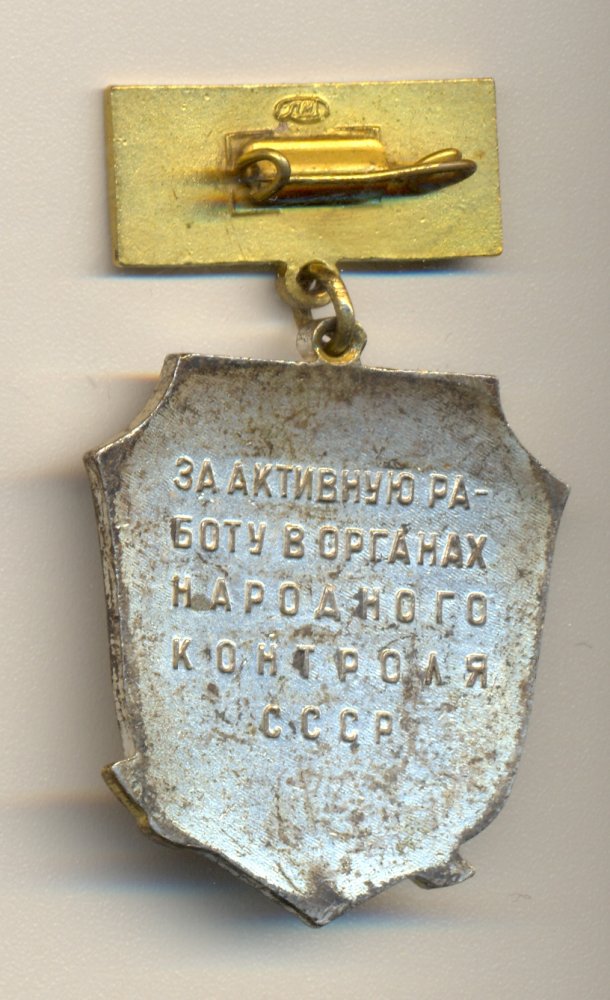 ЗА АКТИВНУЮ РА-
БОТУ В ОРГАНАХ
НАРОДНОГО
КОНТРОЛЯ
СССР